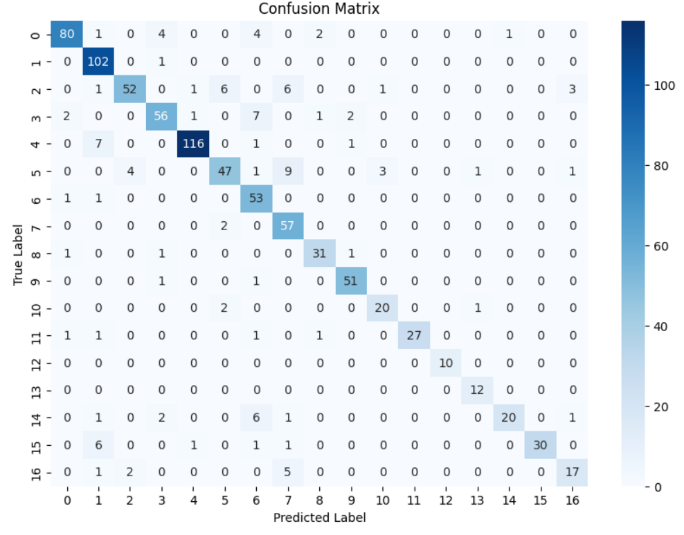 Confusion Matrix
True Label
0 80 1 0 4 0 0 4 0 2 0 0 0 0 0 1 0 0
1 0 102 0 1 0 0 0 0 0 0 0 0 0 0 0 0 0
2 0 1 52 0 1 6 0 6 0 0 1 0 0 0 0 0 3
3 2 0 0 56 1 0 7 0 1 2 0 0 0 0 0 0 0
4 0 7 0 0 116 0 1 0 0 1 0 0 0 0 0 0 0
5 0 0 4 0 0 47 1 9 0 0 3 0 0 1 0 0 1
6 1 1 0 0 0 0 53 0 0 0 0 0 0 0 0 0 0
7 0 0 0 0 0 2 0 57 0 0 0 0 0 0 0 0 0
8 1 0 0 1 0 0 0 0 31 1 0 0 0 0 0 0 0
9 0 0 0 1 0 0 1 0 0 51 0 0 0 0 0 0 0
10 0 0 0 0 0 2 0 0 0 0 20 0 0 1 0 0 0
11 1 1 0 0 0 0 1 0 1 0 0 27 0 0 0 0 0
12 0 0 0 0 0 0 0 0 0 0 0 0 10 0 0 0 0
13 0 0 0 0 0 0 0 0 0 0 0 0 0 12 0 0 0
14 0 1 0 2 0 0 6 1 0 0 0 0 0 0 20 0 1
15 0 6 0 0 1 0 1 1 0 0 0 0 0 0 0 30 0
16 0 1 2 0 0 0 0 5 0 0 0 0 0 0 0 0 17
0 1 2 3 4 5 6 7 8 9 10 11 12 13 14 15 16
Predicted Label
100
80
60
40
20
0